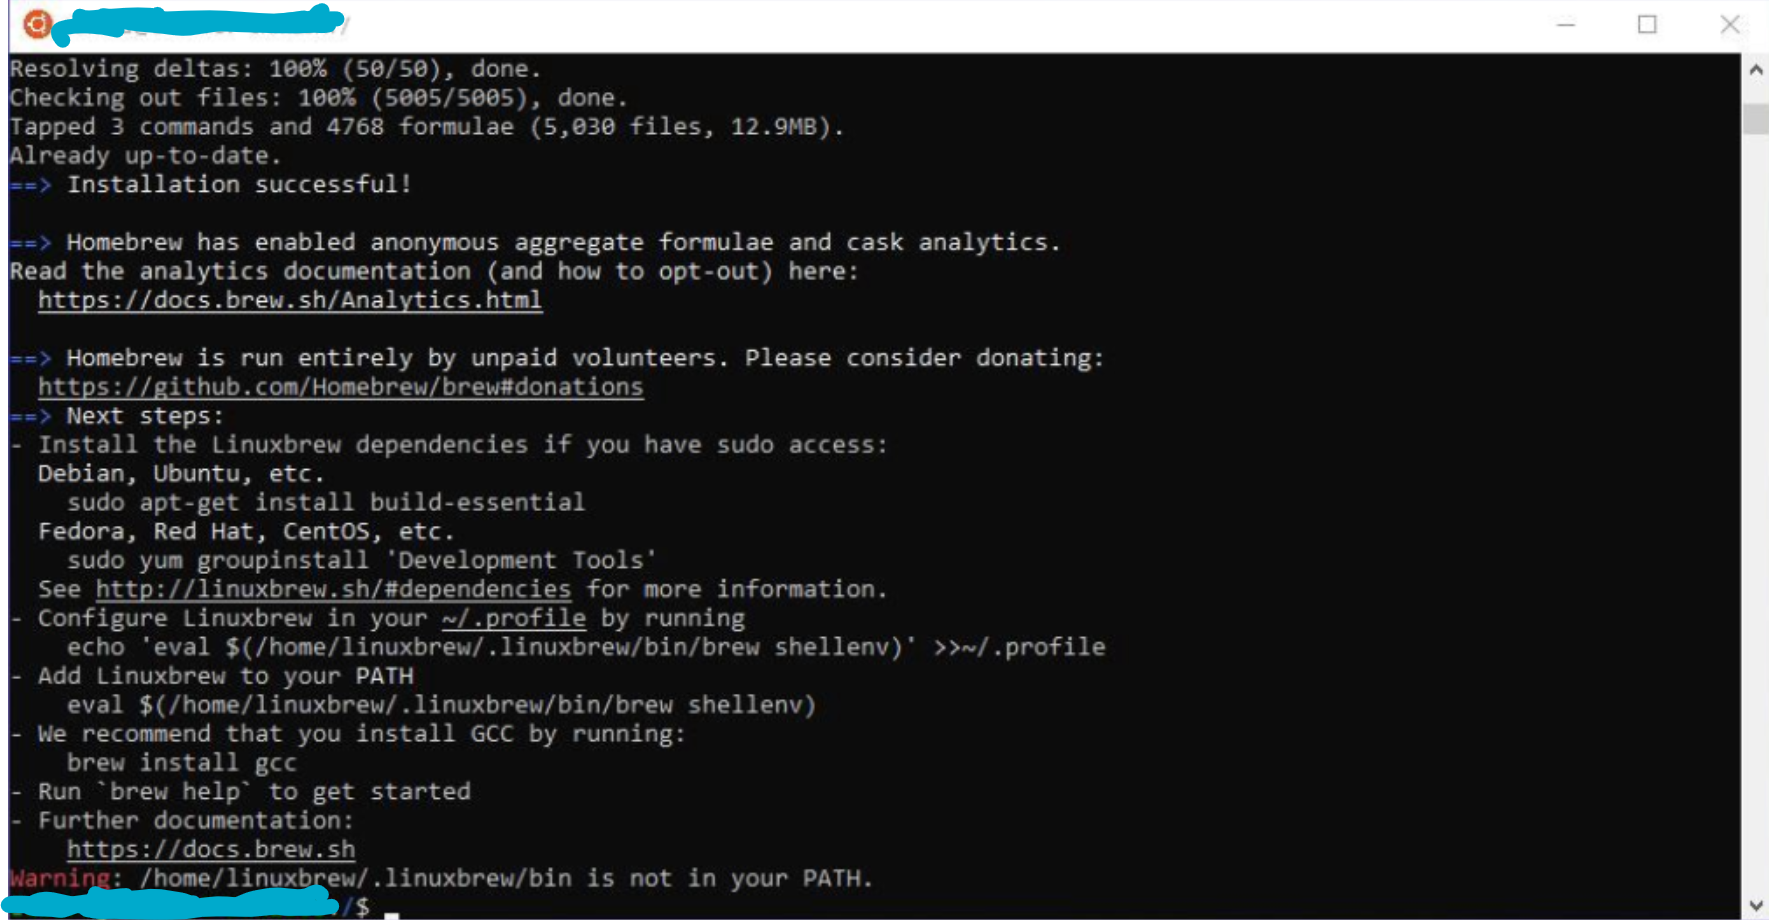 Resolving deltas: 100% (50/50), done.
Checking out files: 100% (5005/5005), done.
Tapped 3 commands and 4768 formulae (5,030 files, 12.9MB).
Already up-to-date.
==> Installation successful!
==> Homebrew has enabled anonymous aggregate formulae and cask analytics.
Read the analytics documentation (and how to opt-out) here:
https://docs.brew.sh/Analytics.html
==> Homebrew is run entirely by unpaid volunteers. Please consider donating:
https://github.com/Homebrew/brew#donations
==> Next steps:
- Install the Linuxbrew dependencies if you have sudo access:
Debian, Ubuntu, etc.
sudo apt-get install build-essential
Fedora, Red Hat, CentOS, etc.
sudo yum groupinstall 'Development Tools'
See http://linuxbrew.sh/#dependencies for more information.
- Configure Linuxbrew in your ~/.profile by running
echo 'eval $(/home/linuxbrew/.linuxbrew/bin/brew shellenv)' >>~/.profile
- Add Linuxbrew to your PATH
eval $(/home/linuxbrew/.linuxbrew/bin/brew shellenv)
- We recommend that you install GCC by running:
brew install gcc
- Run `brew help` to get started
- Further documentation:
https://docs.brew.sh
Warning: /home/linuxbrew/.linuxbrew/bin is not in your PATH.
/$